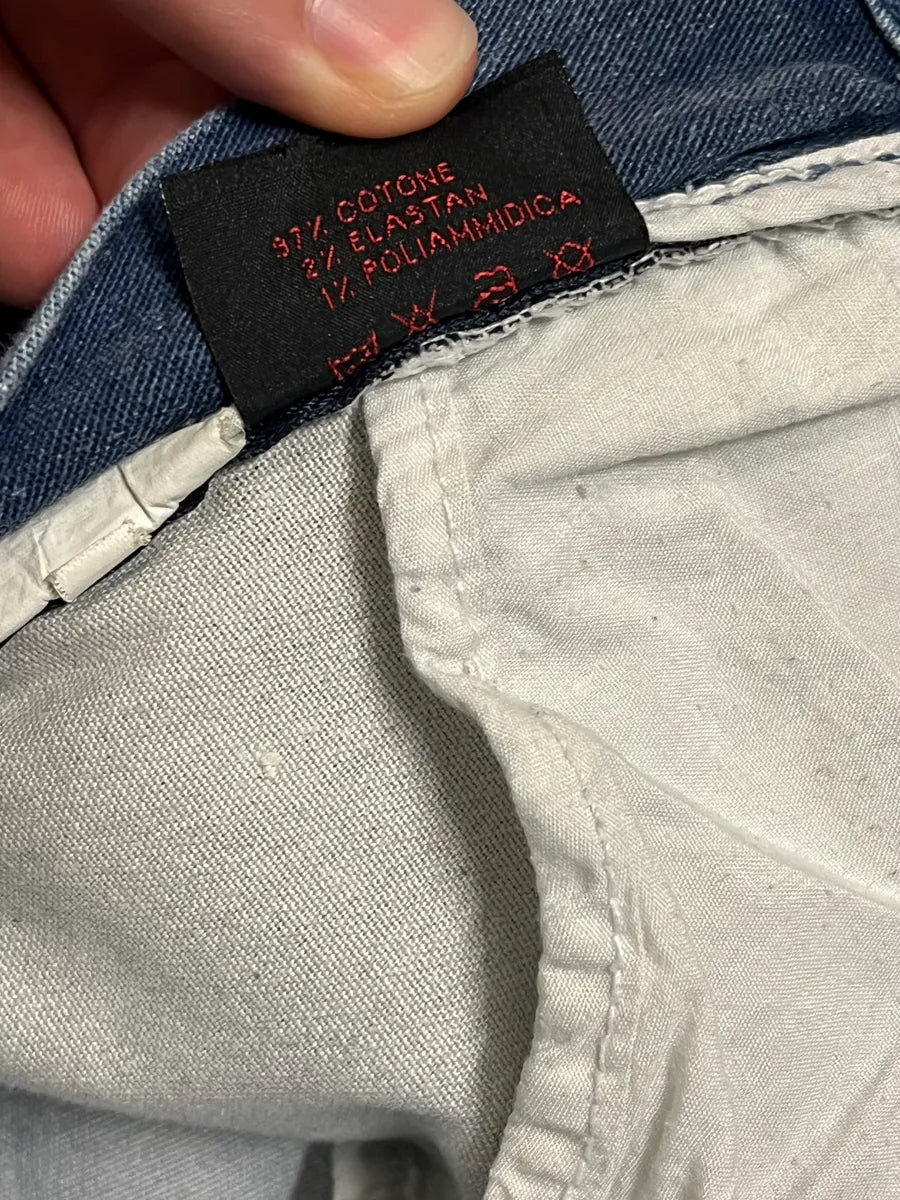 97% COTONE
2% ELASTAN
1% POLIAMMIDICA